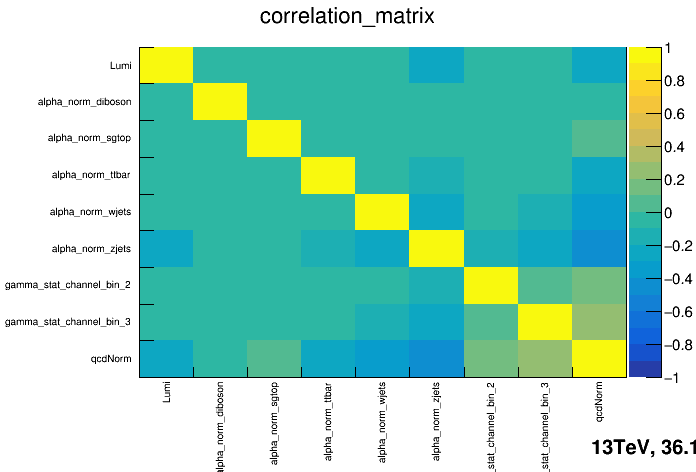 correlation_matrix
Lumi
alpha_norm_diboson
alpha_norm_sgtop
alpha_norm_ttbar
alpha_norm_wjets
alpha_norm_zjets
gamma_stat_channel_bin_2
gamma_stat_channel_bin_3
qcdNorm
1
0.8
0.6
0.4
0.2
0
−0.2
−0.4
−0.6
−0.8
−1
Lumi
alpha_norm_diboson
alpha_norm_sgtop
alpha_norm_ttbar
alpha_norm_wjets
alpha_norm_zjets
_stat_channel_bin_2
_stat_channel_bin_3
qcdNorm
13TeV, 36.1